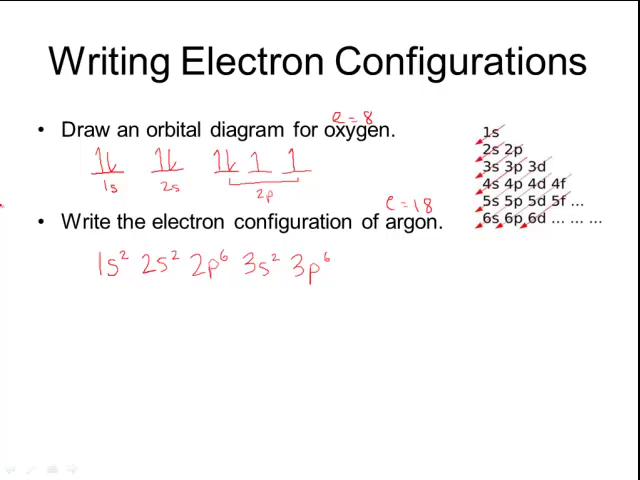 Writing Electron Configurations
e = 8
• Draw an orbital diagram for oxygen.
1s 2s 2p
e = 18
• Write the electron configuration of argon.
1s² 2s² 2p⁶ 3s² 3p⁶
1s
2s 2p
3s 3p 3d
4s 4p 4d 4f
5s 5p 5d 5f ...
6s 6p 6d ... ... ...